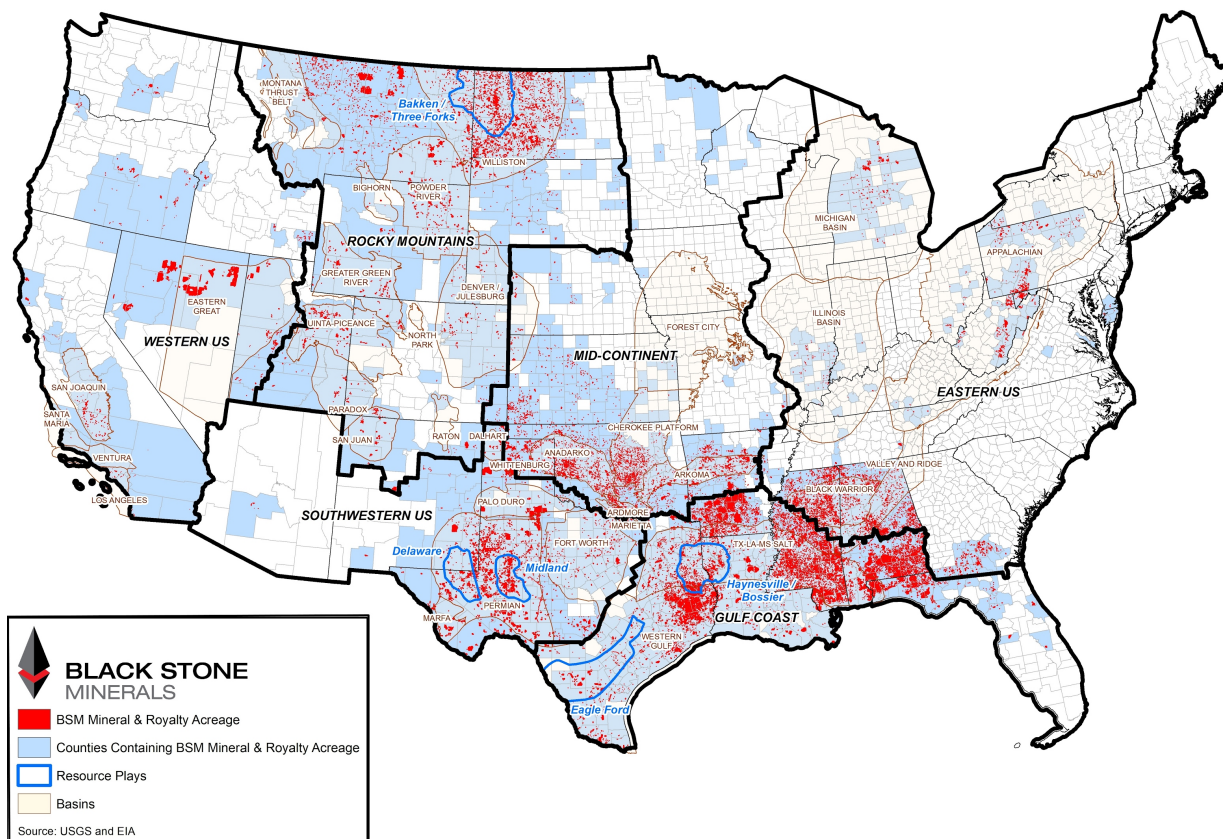 MONTANA
THRUST
BELT
Bakken /
Three Forks
WILLISTON
BIGHORN
POWDER
RIVER
ROCKY MOUNTAINS
GREATER GREEN
RIVER
DENVER /
JULESBURG
UINTA-PICEANCE
NORTH
PARK
PARADOX
SAN JUAN
RATON
EASTERN
GREAT
WESTERN US
SAN JOAQUIN
SANTA
MARIA
VENTURA
LOS ANGELES
MID-CONTINENT
FOREST CITY
CHEROKEE PLATFORM
DALHART
ANADARKO
WHITTENBURG
ARKOMA
ARDMORE
MARIETTA
MICHIGAN
BASIN
ILLINOIS
BASIN
APPALACHIAN
EASTERN US
VALLEY AND RIDGE
BLACK WARRIOR
SOUTHWESTERN US
PALO DURO
FORT WORTH
Delaware
Midland
PERMIAN
MARFA
TX-LA-MS SALT
Haynesville /
Bossier
GULF COAST
WESTERN
GULF
Eagle Ford
BLACK STONE
MINERALS
BSM Mineral & Royalty Acreage
Counties Containing BSM Mineral & Royalty Acreage
Resource Plays
Basins
Source: USGS and EIA